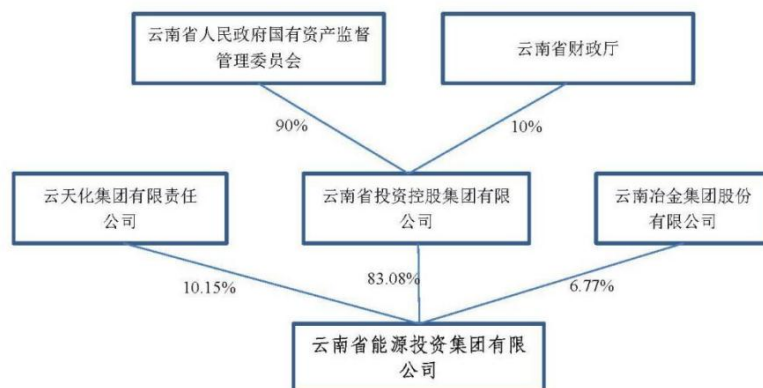 云南省人民政府国有资产监督
管理委员会
云南省财政厅
90%
10%
云天化集团有限责任
公司
云南省投资控股集团有限
公司
云南冶金集团股份
有限公司
10.15%
83.08%
6.77%
云南省能源投资集团有限
公司